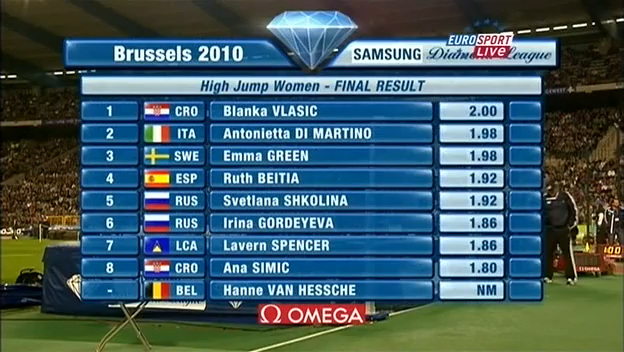 EUROSPORT
LIVE
Brussels 2010
SAMSUNG Diamond League
High Jump Women - FINAL RESULT
1 CRO Blanka VLASIC 2.00
2 ITA Antonietta DI MARTINO 1.98
3 SWE Emma GREEN 1.98
4 ESP Ruth BEITIA 1.92
5 RUS Svetlana SHKOLINA 1.92
6 RUS Irina GORDEYEVA 1.86
7 LCA Lavern SPENCER 1.86
8 CRO Ana SIMIC 1.80
- BEL Hanne VAN HESSCHE NM
Ω OMEGA
100